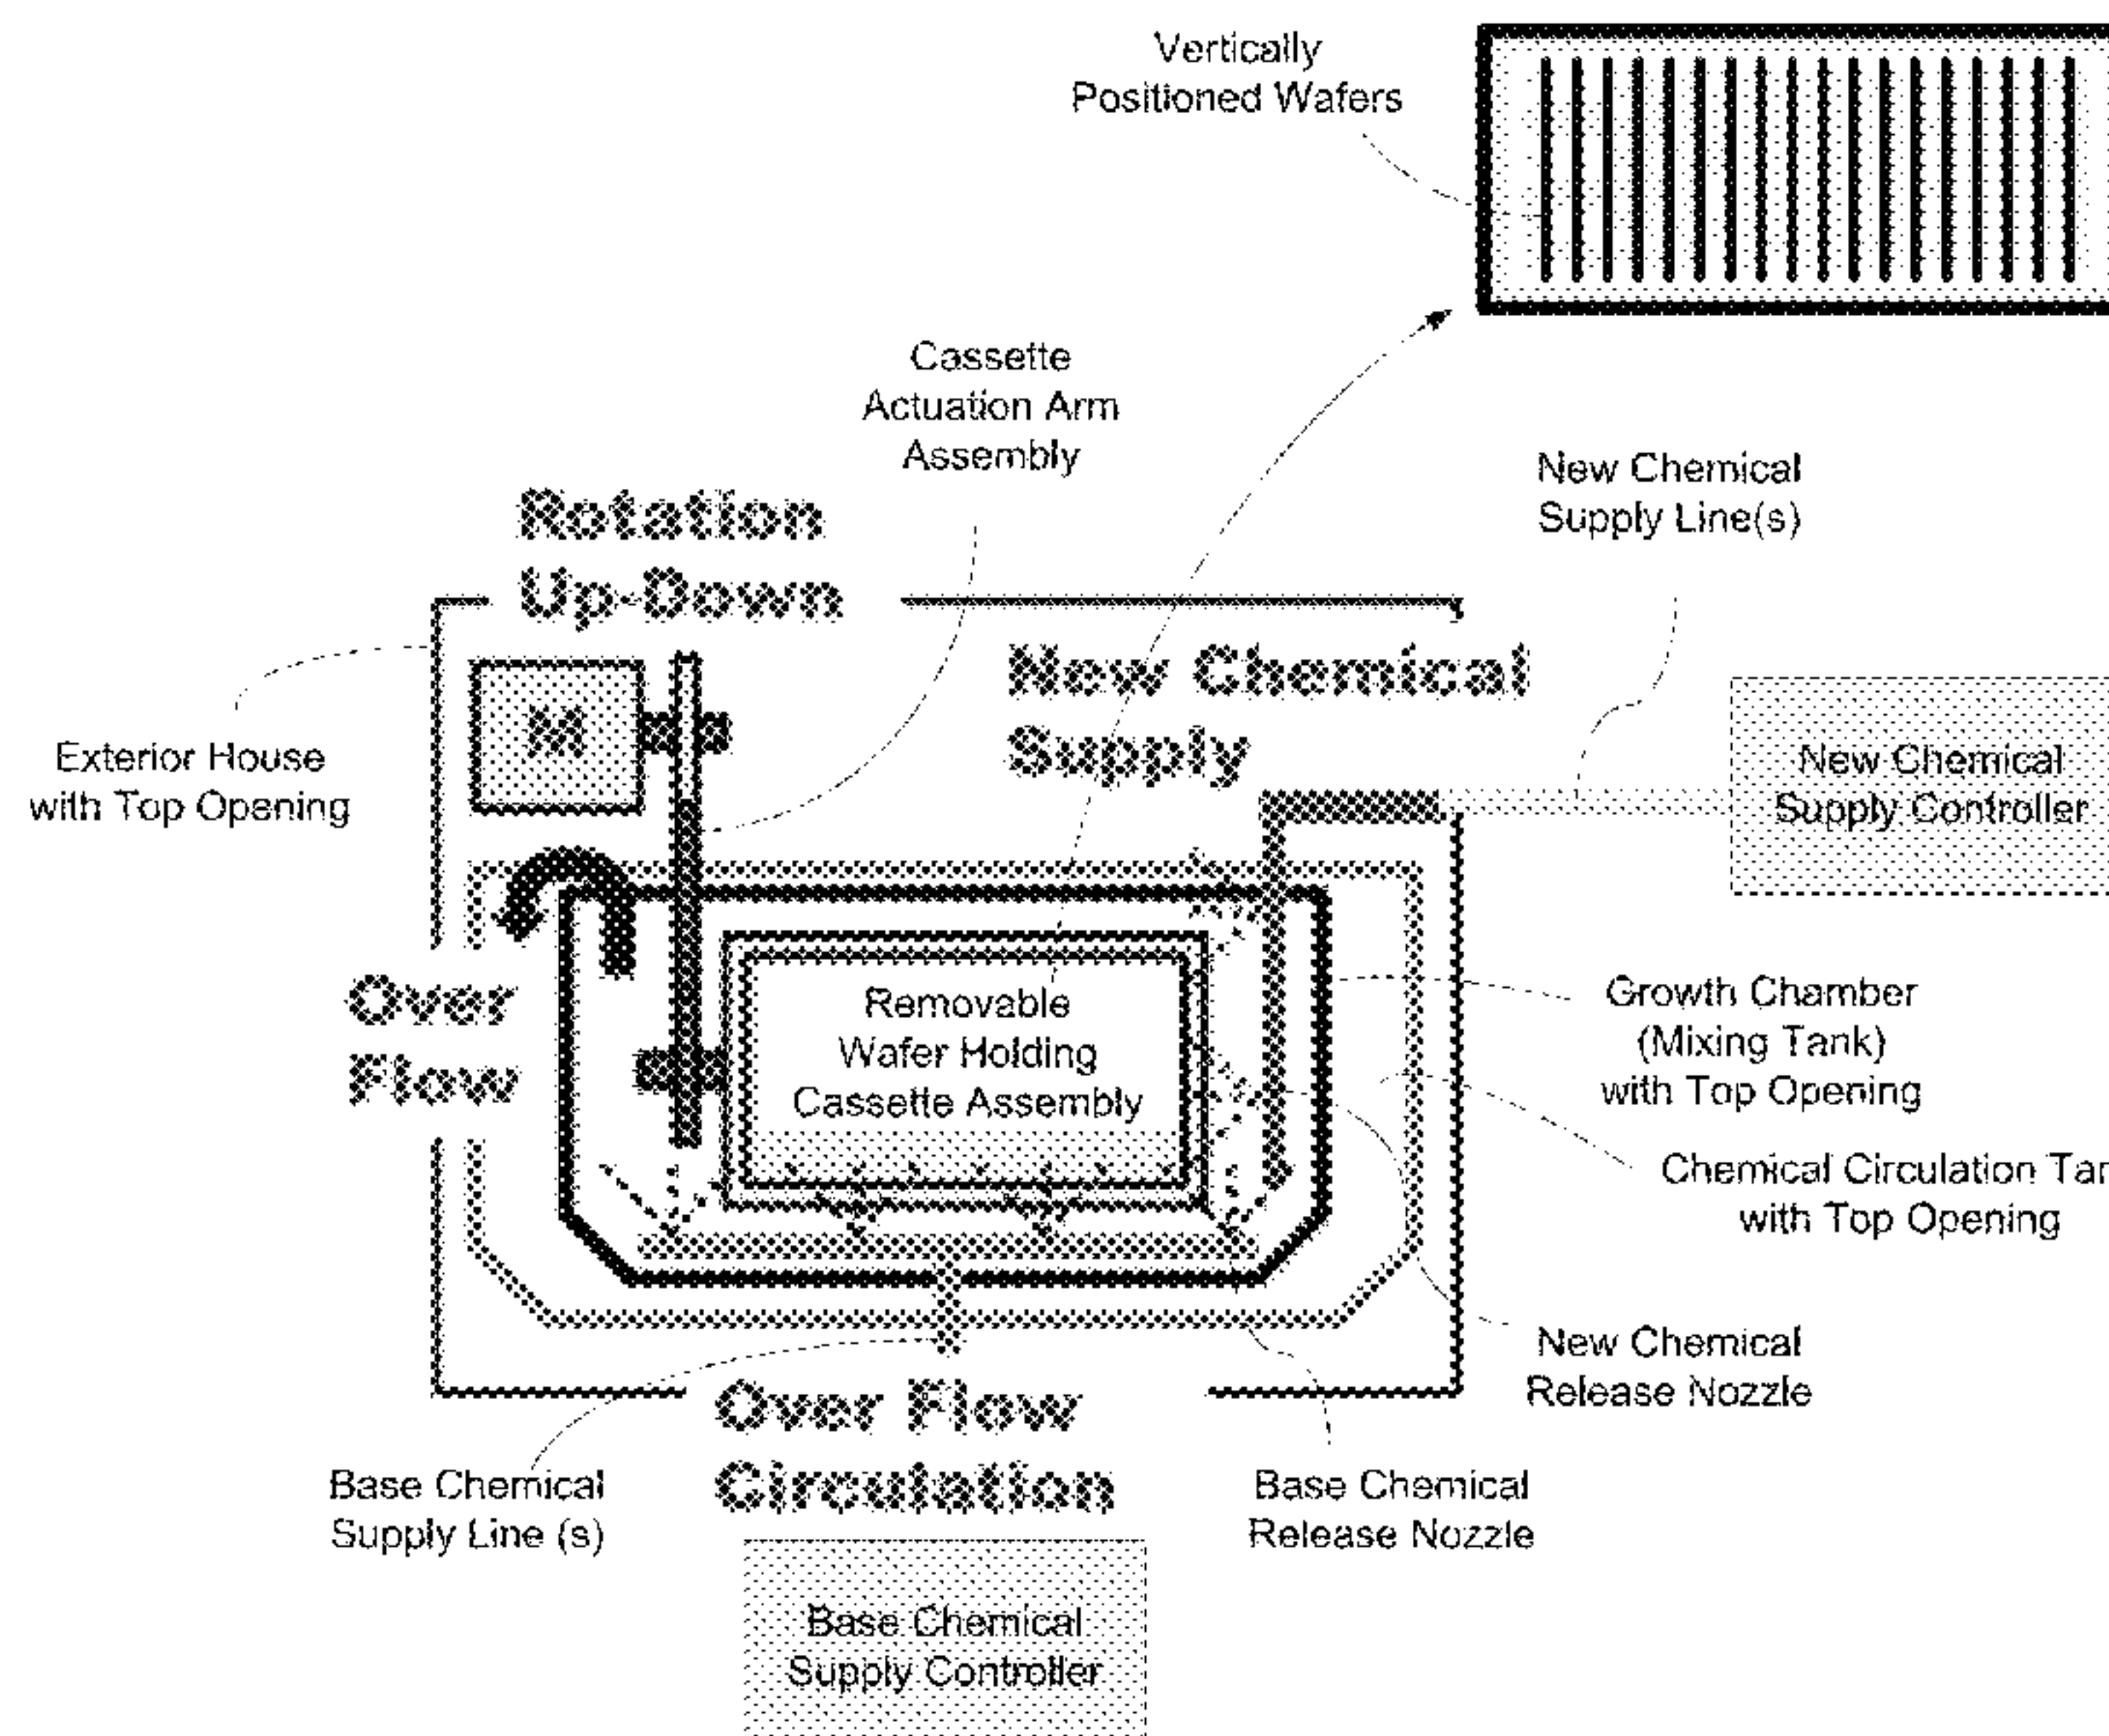 Vertically
Positioned Wafers
Cassette
Actuation Arm
Assembly
New Chemical
Supply Line(s)
Rotation
Up-Down
New Chemical
Supply
M
Exterior House
with Top Opening
New Chemical
Supply Controller
Over
Flow
Removable
Wafer Holding
Cassette Assembly
Growth Chamber
(Mixing Tank)
with Top Opening
Chemical Circulation
with Top Opening
New Chemical
Release Nozzle
Over Flow
Circulation
Base Chemical
Supply Line (s)
Base Chemical
Release Nozzle
Base Chemical
Supply Controller